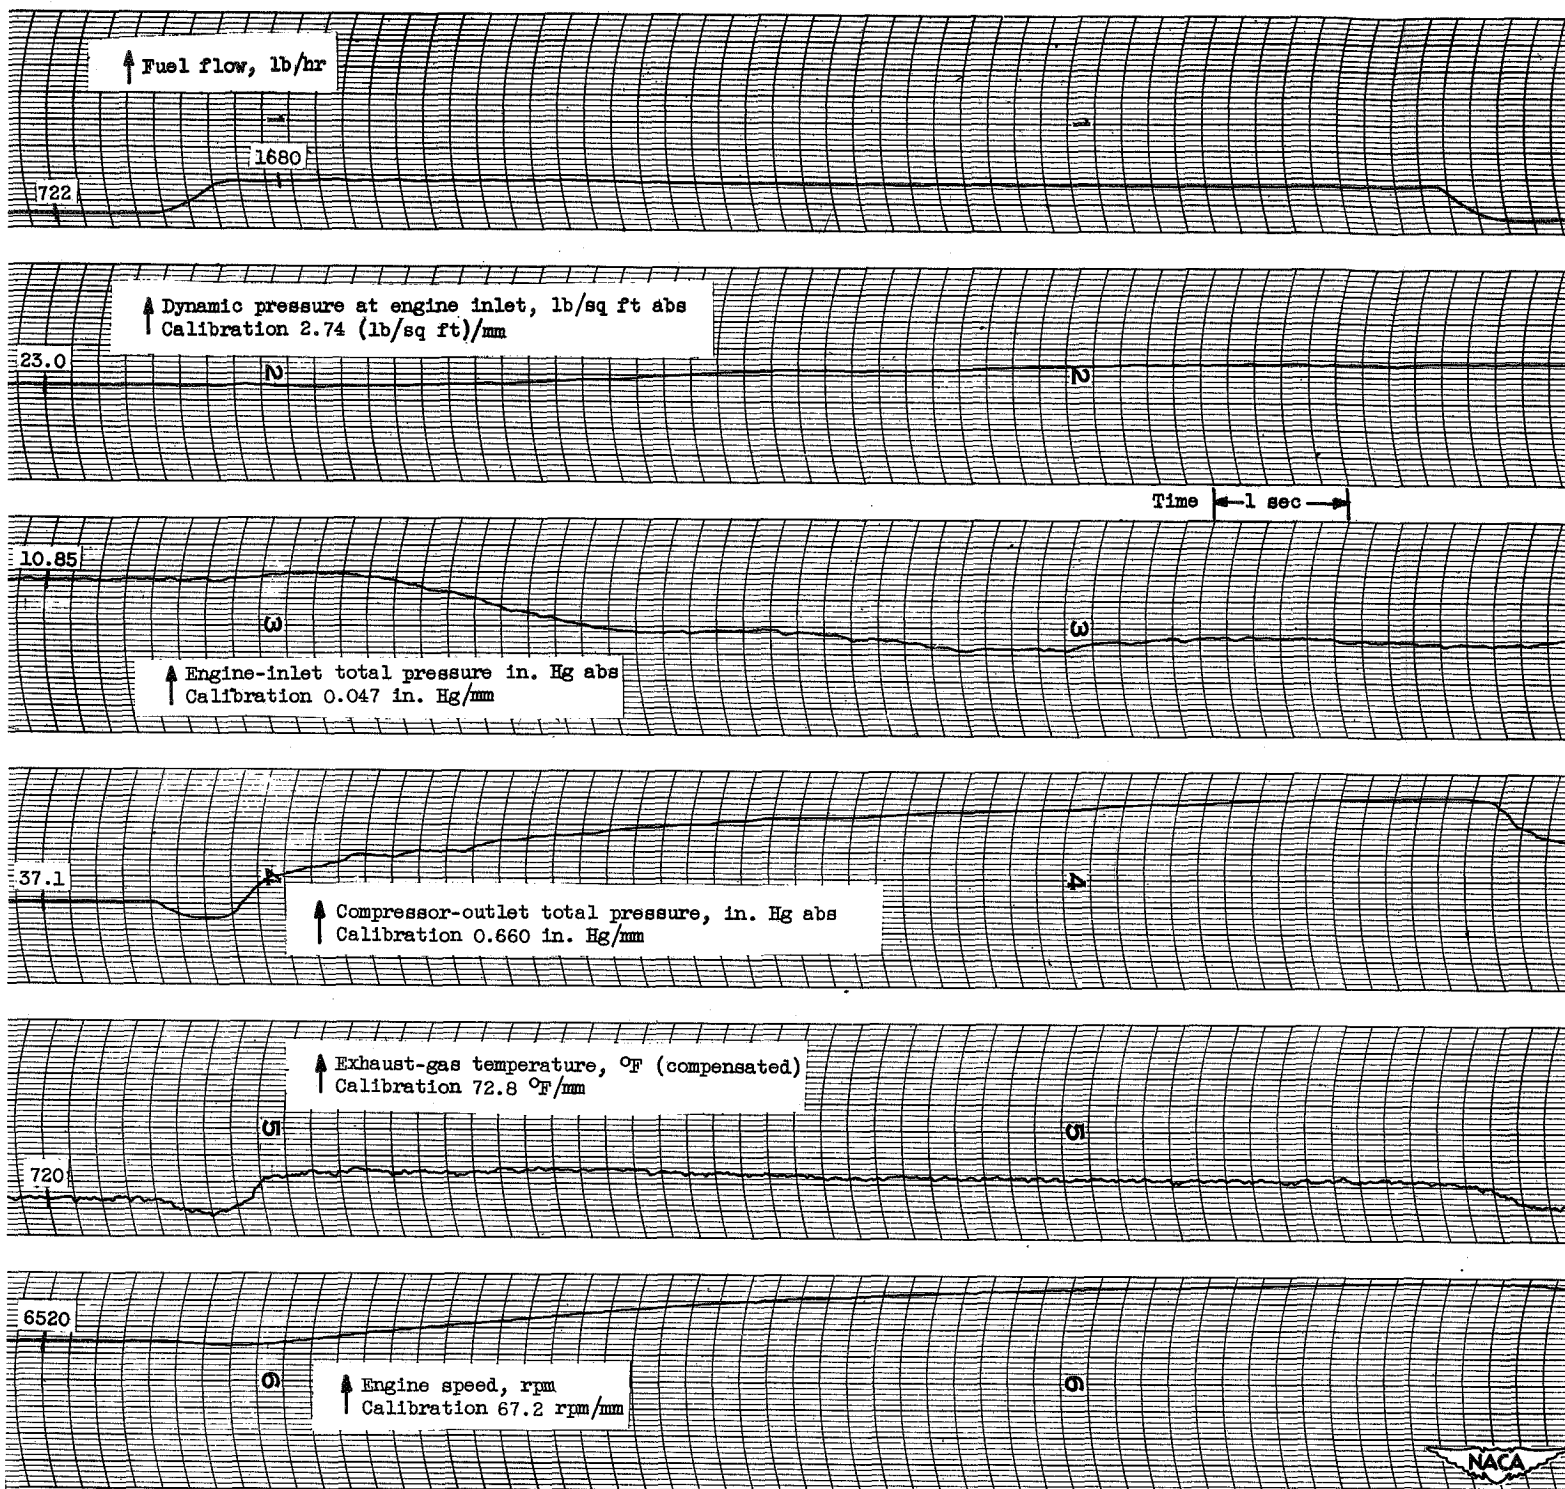 Fuel flow, lb/hr
1
1
1680
722
Dynamic pressure at engine inlet, lb/sq ft abs
Calibration 2.74 (lb/sq ft)/mm
23.0
2
2
Time 1 sec
10.85
3
3
Engine-inlet total pressure in. Hg abs
Calibration 0.047 in. Hg/mm
37.1
4
4
Compressor-outlet total pressure, in. Hg abs
Calibration 0.660 in. Hg/mm
Exhaust-gas temperature, °F (compensated)
Calibration 72.8 °F/mm
5
5
720
6520
6
6
Engine speed, rpm
Calibration 67.2 rpm/mm
NACA